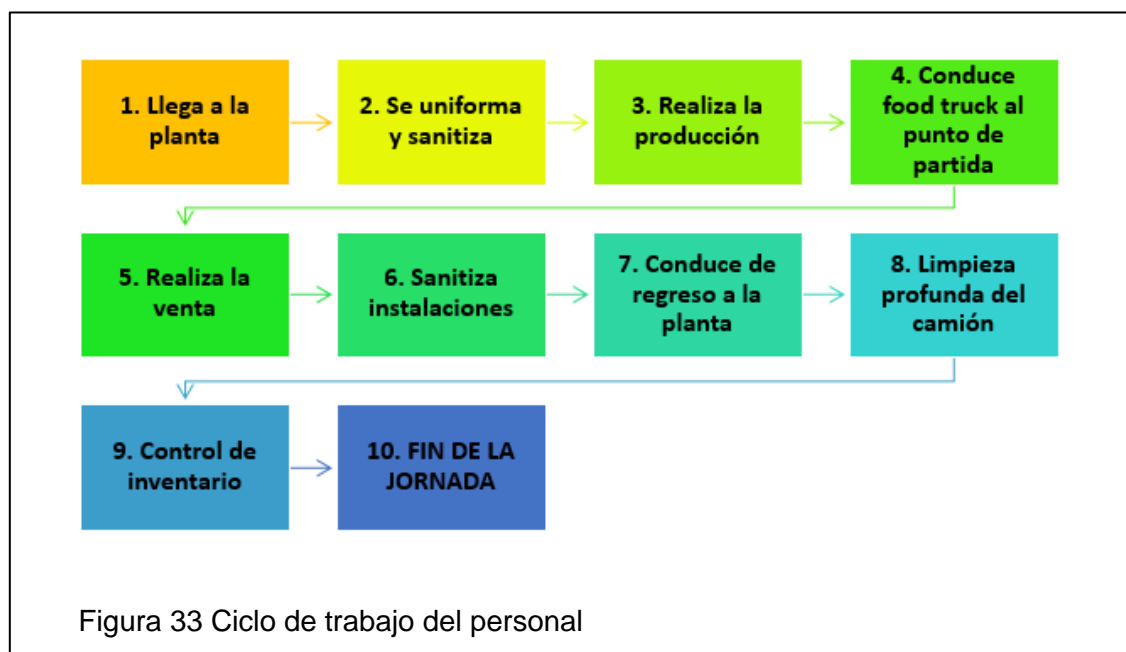 1. Llega a la
planta
2. Se uniforma
y sanitiza
3. Realiza la
producción
4. Conduce
food truck al
punto de
partida
5. Realiza la
venta
6. Sanitiza
instalaciones
7. Conduce de
regreso a la
planta
8. Limpieza
profunda del
camión
9. Control de
inventario
10. FIN DE LA
JORNADA
Figura 33 Ciclo de trabajo del personal